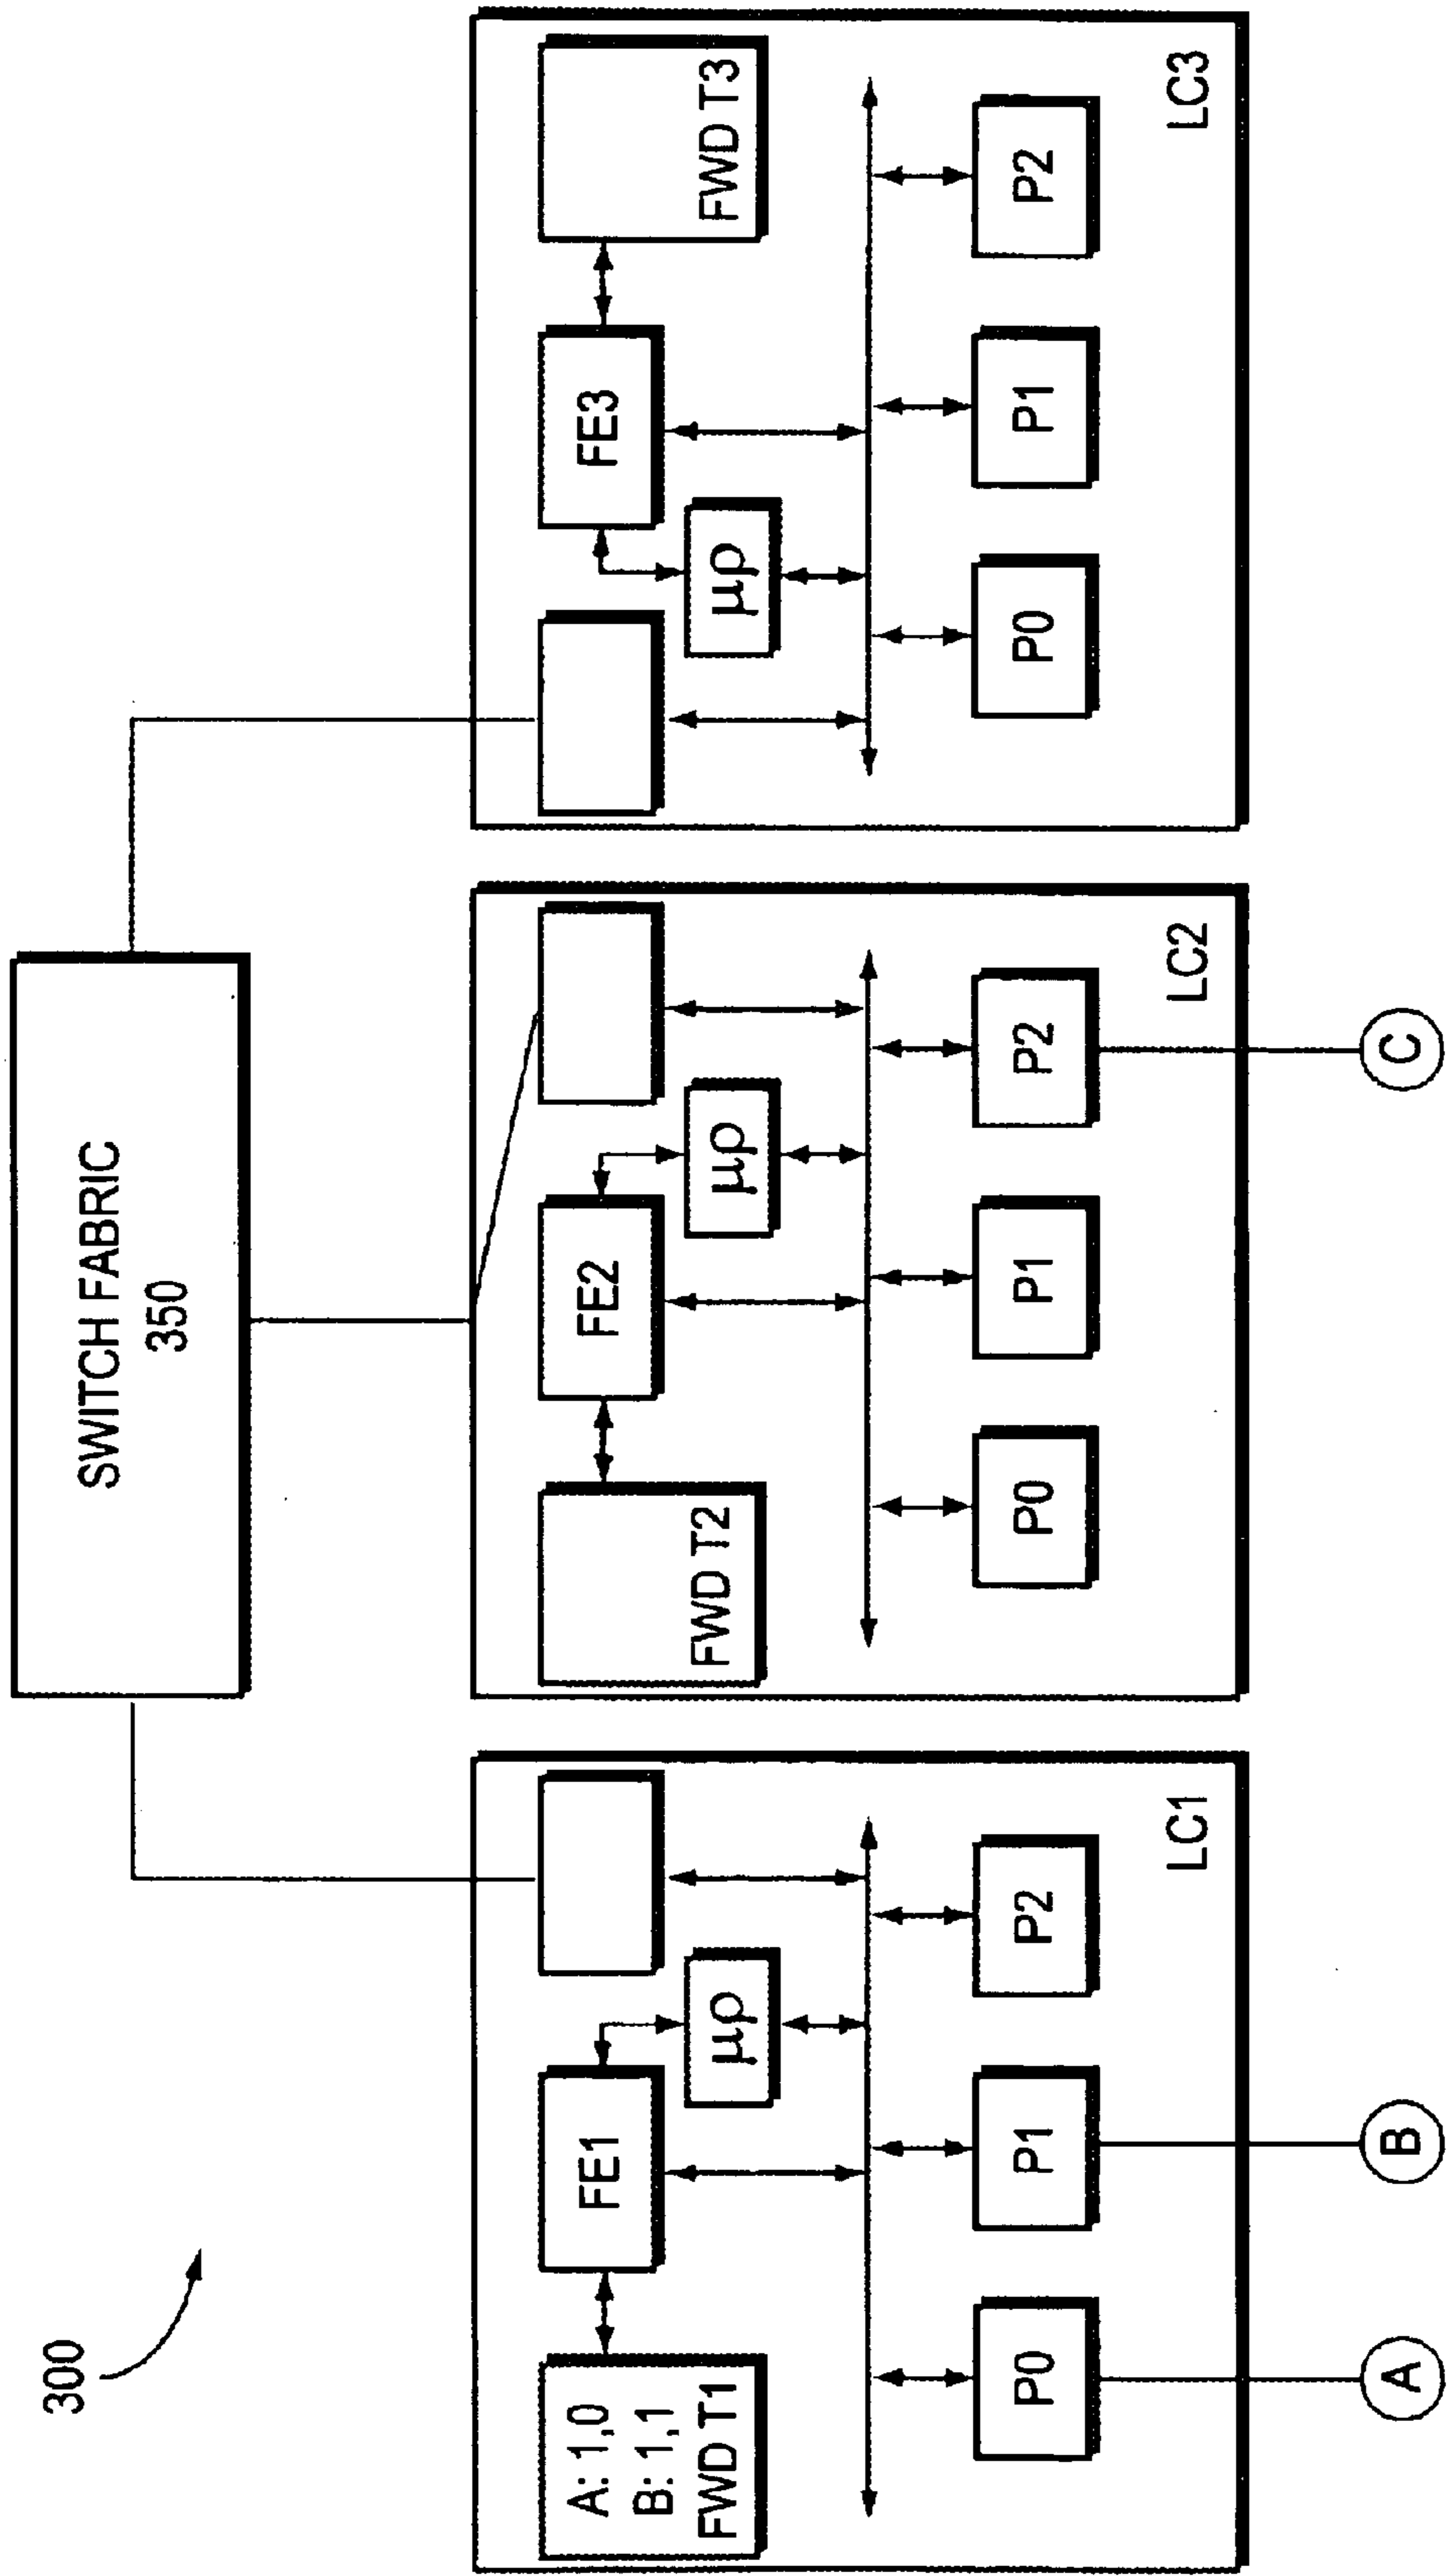 300
SWITCH FABRIC
350
A: 1,0
B: 1,1
FWD T1
FE1
μρ
P0
P1
P2
LC1
A
B
FWD T2
FE2
μρ
P0
P1
P2
LC2
C
FE3
FWD T3
μρ
P0
P1
P2
LC3